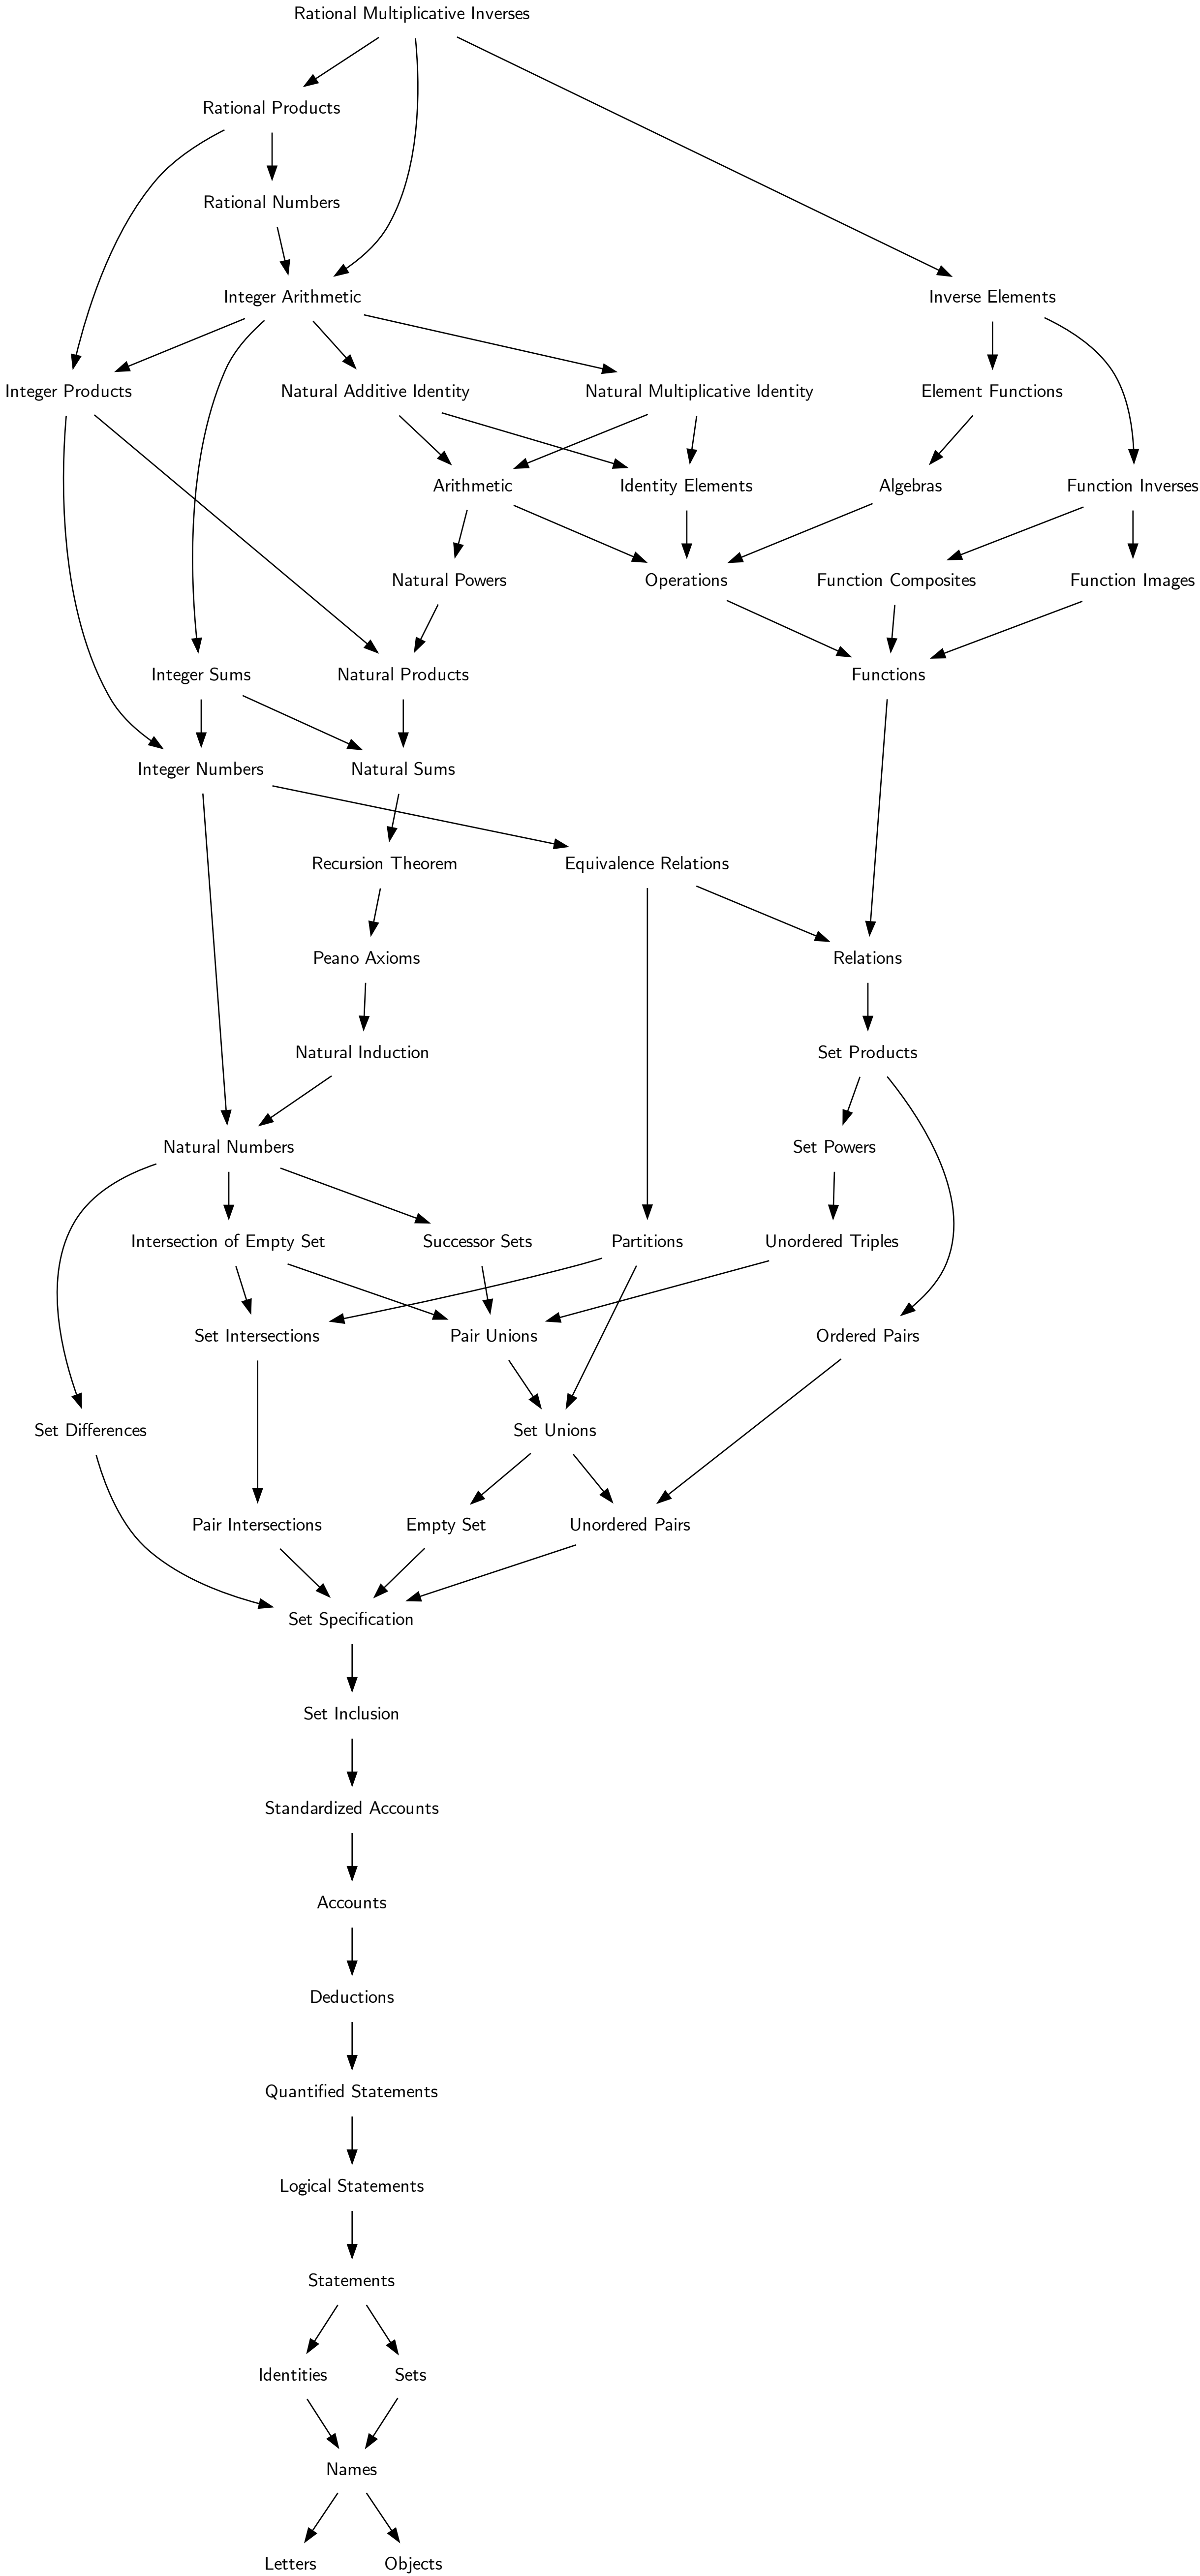 Rational Multiplicative Inverses
Rational Products
Rational Numbers
Integer Arithmetic
Inverse Elements
Integer Products
Natural Additive Identity
Natural Multiplicative Identity
Element Functions
Arithmetic
Identity Elements
Algebras
Function Inverses
Natural Powers
Operations
Function Composites
Function Images
Integer Sums
Natural Products
Functions
Integer Numbers
Natural Sums
Recursion Theorem
Equivalence Relations
Peano Axioms
Relations
Natural Induction
Set Products
Natural Numbers
Set Powers
Intersection of Empty Set
Successor Sets
Partitions
Unordered Triples
Set Intersections
Pair Unions
Ordered Pairs
Set Differences
Set Unions
Pair Intersections
Empty Set
Unordered Pairs
Set Specification
Set Inclusion
Standardized Accounts
Accounts
Deductions
Quantified Statements
Logical Statements
Statements
Identities
Sets
Names
Letters
Objects